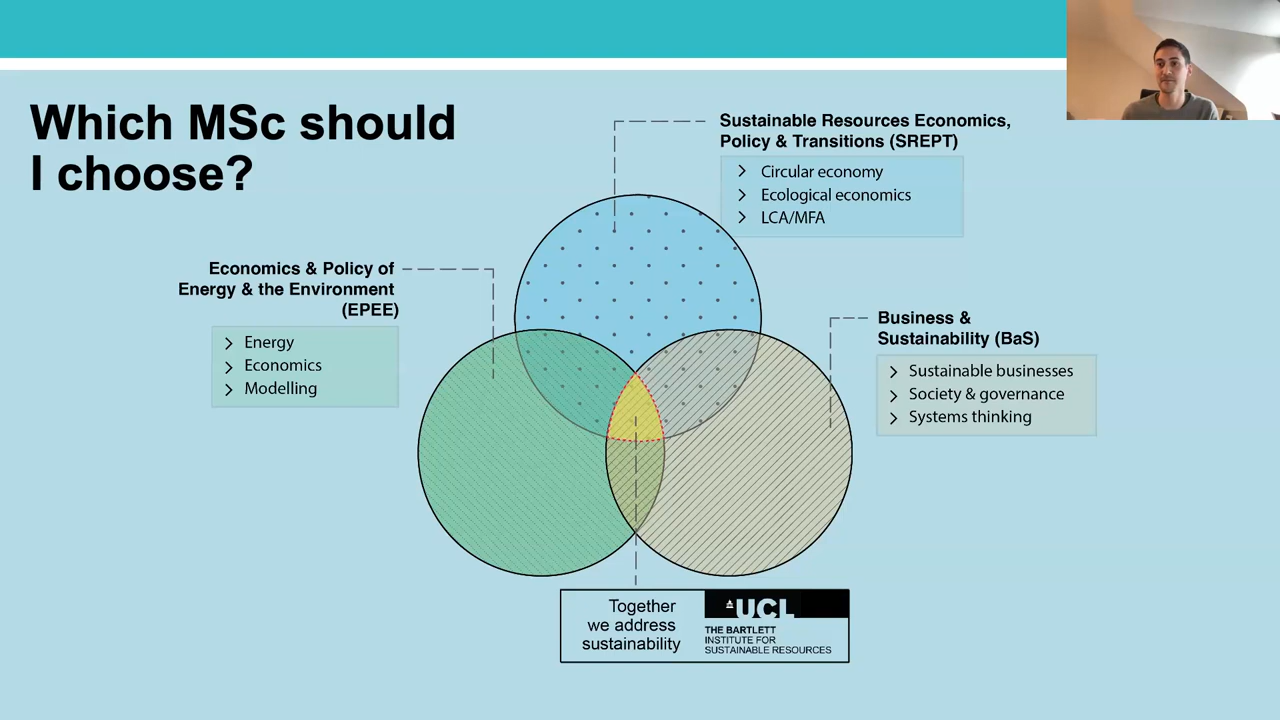 Which MSc should
I choose?
Sustainable Resources Economics,
Policy & Transitions (SREPT)
Circular economy
Ecological economics
LCA/MFA
Economics & Policy of
Energy & the Environment
(EPEE)
Energy
Economics
Modelling
Business &
Sustainability (BaS)
Sustainable businesses
Society & governance
Systems thinking
Together
we address
sustainability
UCL
THE BARTLETT
INSTITUTE FOR
SUSTAINABLE RESOURCES